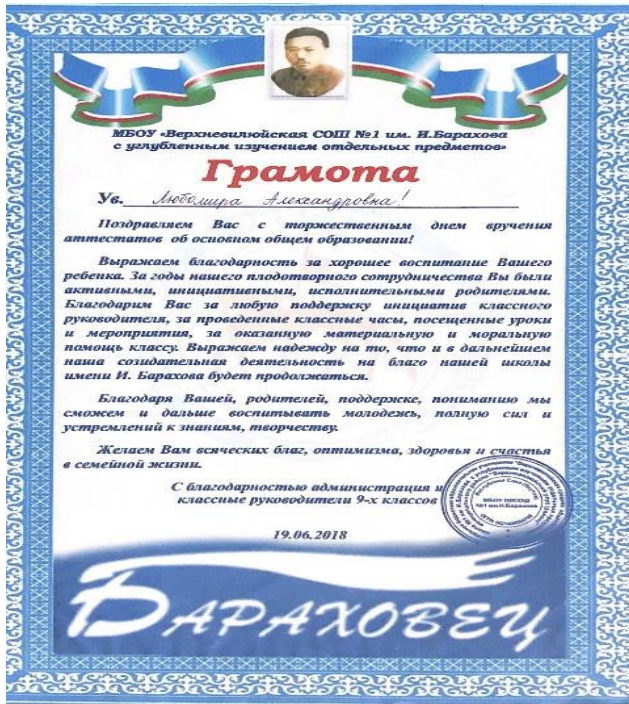 МБОУ «Верхневилюйская СОШ №1 им. И.Барахова
с углубленным изучением отдельных предметов»
Грамота
Ув. Любомира Александровна!
Поздравляем Вас с торжественным днем вручения
аттестатов об основном общем образовании!
Выражаем благодарность за хорошее воспитание Вашего
ребенка. За годы нашего плодотворного сотрудничества Вы были
активными, инициативными, исполнительными родителями.
Благодарим Вас за любую поддержку инициатив классного
руководителя, за проведенные классные часы, посещенные уроки
и мероприятия, за оказанную материальную и моральную
помощь классу. Выражаем надежду на то, что и в дальнейшем
наша созидательная деятельность на благо нашей школы
имени И. Барахова будет продолжаться.
Благодаря Вашей, родителей, поддержке, пониманию мы
сможем и дальше воспитывать молодежь, полную сил и
устремлений к знаниям, творчеству.
Желаем Вам всяческих благ, оптимизма, здоровья и счастья
в семейной жизни.
С благодарностью администрация и
классные руководители 9-х классов
МБОУ ВВСОШ
№1 им.И.Барахова
19.06.2018
БАРАХОВЕЦ